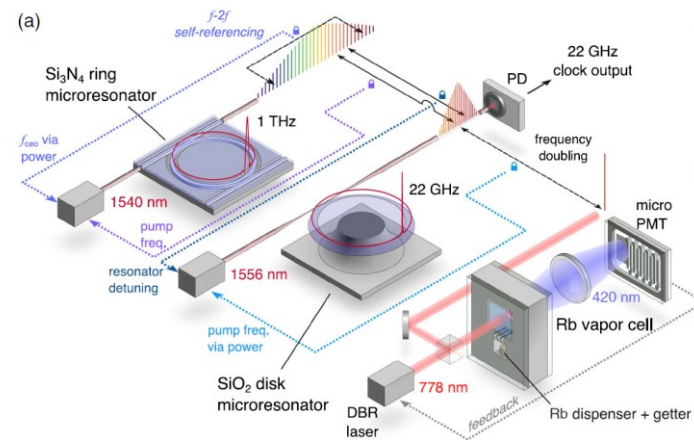 (a)
f-2f
self-referencing
Si₃N₄ ring
microresonator
PD
22 GHz
clock output
1 THz
f_ceo via
power
frequency
doubling
1540 nm
22 GHz
micro
PMT
pump
freq.
resonator
detuning
1556 nm
420 nm
Rb vapor cell
pump freq.
via power
SiO₂ disk
microresonator
778 nm
DBR
laser
feedback
Rb dispenser + getter